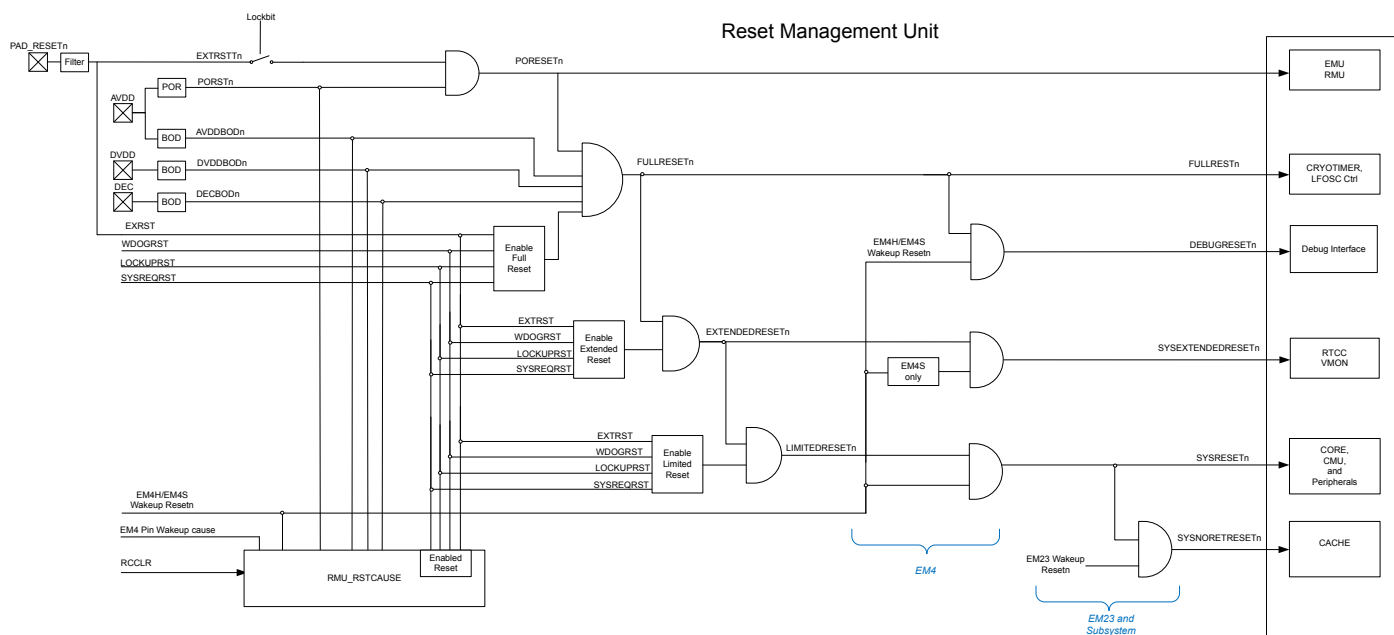 Reset Management Unit
Lockbit
PAD_RESETn
Filter
EXTRSTTn
PORESETn
EMU
RMU
POR
PORSTn
AVDD
BOD
AVDDBODn
DVDD
BOD
DVDDBODn
DEC
BOD
DECBODn
FULLRESETn
FULLRESTn
CRYOTIMER,
LFOSC Ctrl
EXRST
WDOGRST
LOCKUPRST
SYSREQRST
Enable
Full
Reset
EM4H/EM4S
Wakeup Resetn
DEBUGRESETn
Debug Interface
EXTRST
WDOGRST
LOCKUPRST
SYSREQRST
Enable
Extended
Reset
EXTENDEDRESETn
EM4S
only
SYSEXTENDEDRESETn
RTCC
VMON
EXTRST
WDOGRST
LOCKUPRST
SYSREQRST
Enable
Limited
Reset
LIMITEDRESETn
SYSRESETn
CORE,
CMU,
and
Peripherals
EM4H/EM4S
Wakeup Resetn
EM4 Pin Wakeup cause
RCCLR
RMU_RSTCAUSE
Enabled
Reset
EM4
EM23 Wakeup
Resetn
SYSNORETRESETn
CACHE
EM23 and
Subsystem